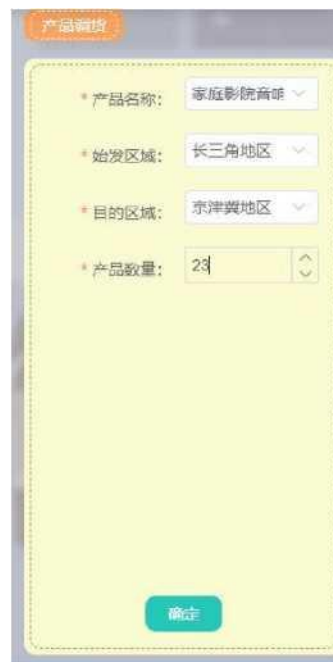 产品调货
* 产品名称: 家庭影院音响
* 始发区域: 长三角地区
* 目的区域: 京津冀地区
* 产品数量: 23
确定